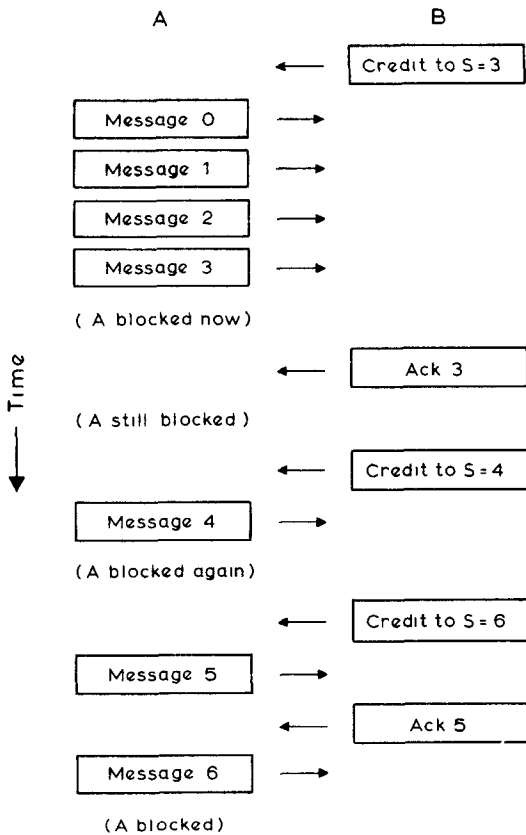 A B
Credit to S=3
Message 0
Message 1
Message 2
Message 3
( A blocked now)
Ack 3
Time
( A still blocked)
Credit to S=4
Message 4
(A blocked again)
Credit to S=6
Message 5
Ack 5
Message 6
(A blocked)